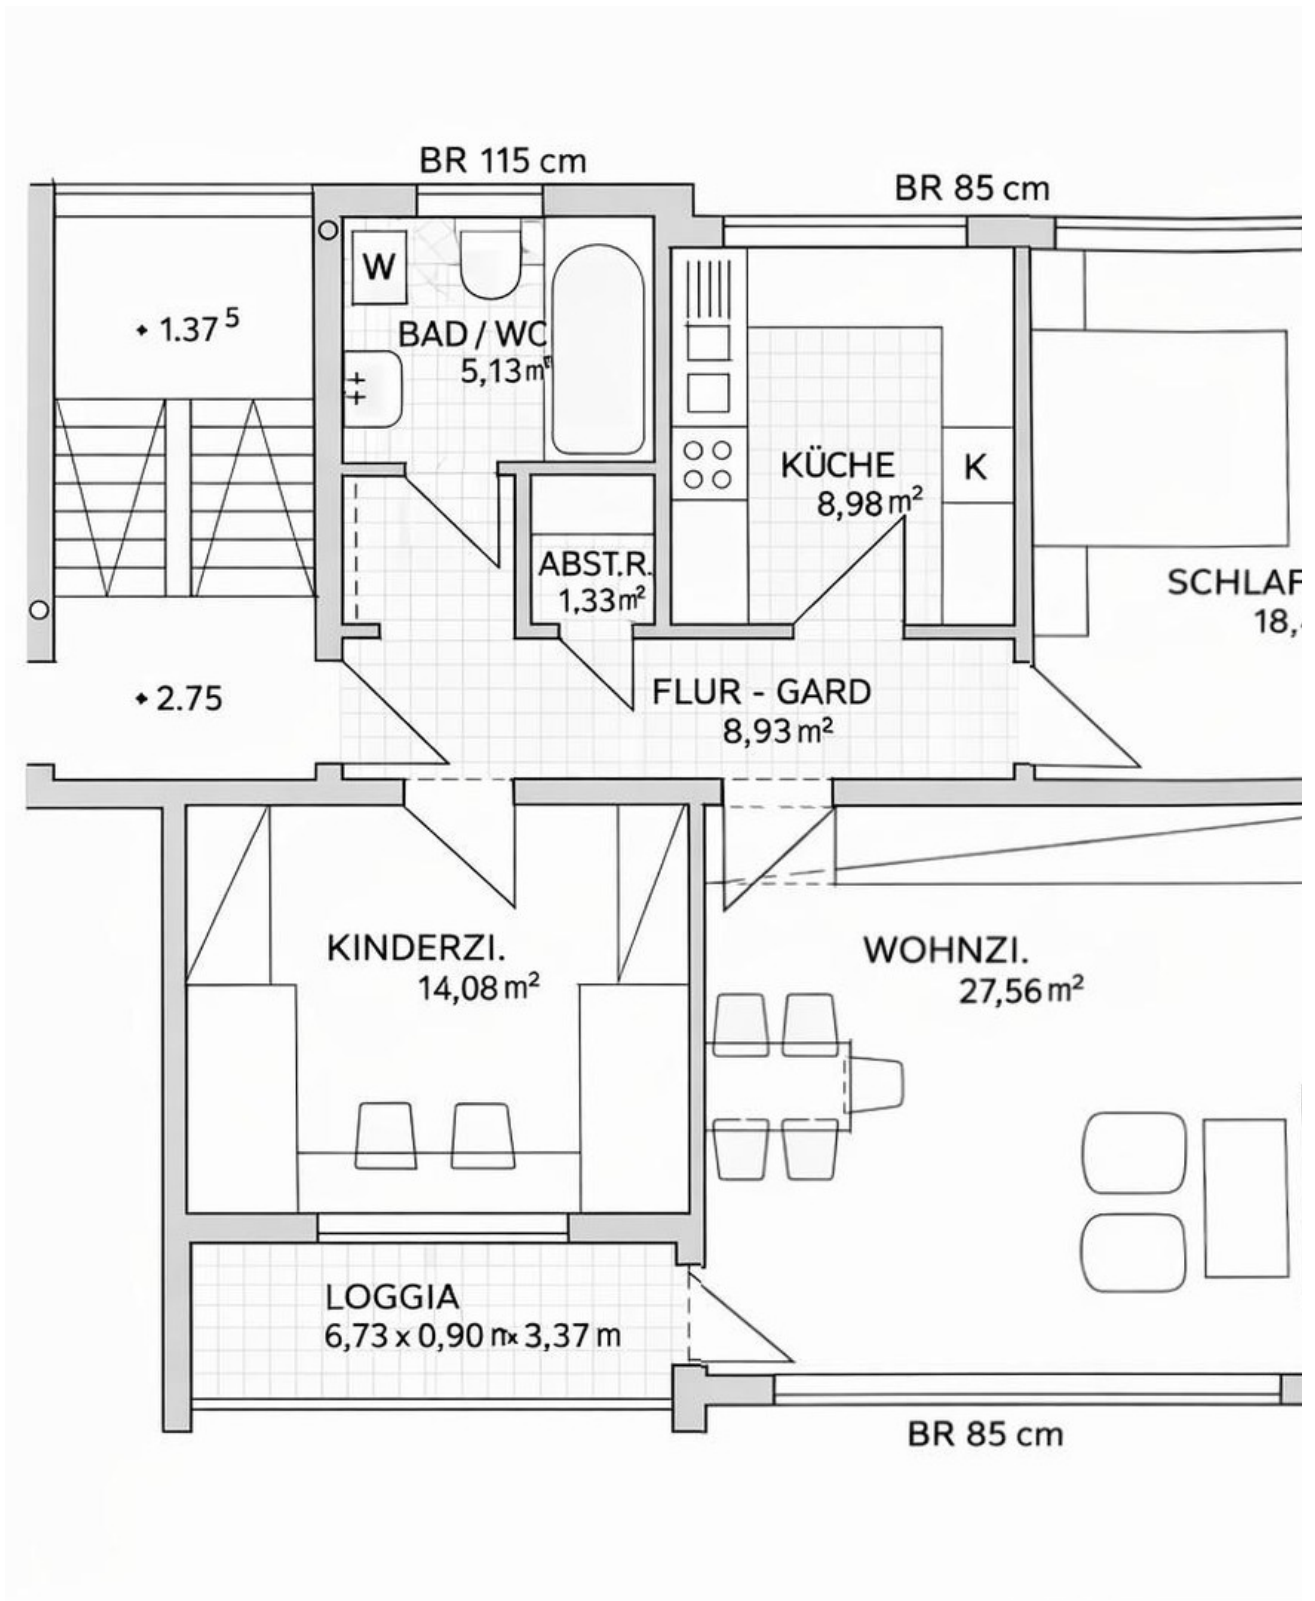 BR 115 cm
BR 85 cm
W
1.37 5
BAD / WC
5,13 m²
KÜCHE
8,98 m²
K
ABST.R.
1,33 m²
SCHLAF
18,
2.75
FLUR - GARD
8,93 m²
KINDERZI.
14,08 m²
WOHNZI.
27,56 m²
LOGGIA
6,73 x 0,90 m x 3,37 m
BR 85 cm